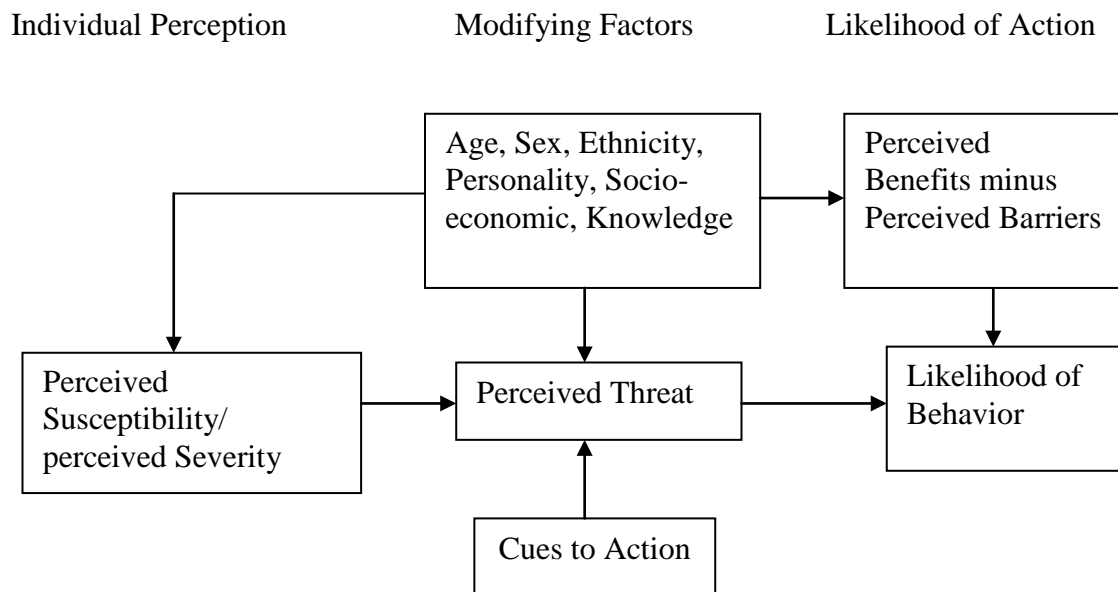 Individual Perception
Modifying Factors
Likelihood of Action
Age, Sex, Ethnicity,
Personality, Socio-
economic, Knowledge
Perceived
Benefits minus
Perceived Barriers
Perceived
Susceptibility/
perceived Severity
Perceived Threat
Likelihood of
Behavior
Cues to Action